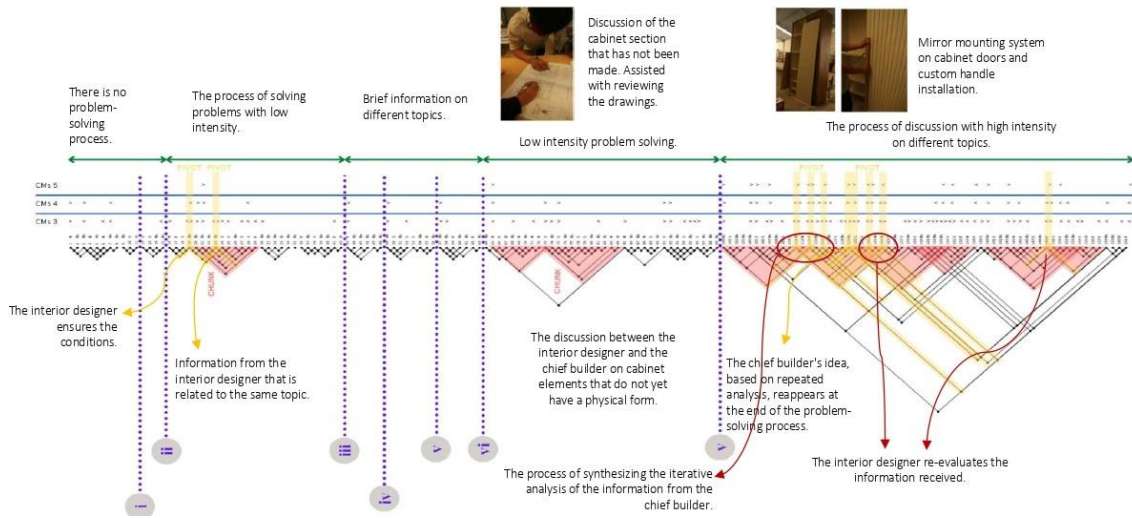 There is no
problem-
solving
process.
The process of solving
problems with low
intensity.
Brief information on
different topics.
Discussion of the
cabinet section
that has not been
made. Assisted
with reviewing
the drawings.
Low intensity problem solving.
Mirror mounting system
on cabinet doors and
custom handle
installation.
The process of discussion with high intensity
on different topics.
PIVOT PIVOT
PIVOT
CMs 5
CMs 4
CMs 3
CHUNK
CHUNK
The interior designer
ensures the
conditions.
Information from the
interior designer that is
related to the same topic.
The discussion between the
interior designer and the
chief builder on cabinet
elements that do not yet
have a physical form.
The chief builder's idea,
based on repeated
analysis, reappears at
the end of the problem-
solving process.
The process of synthesizing the iterative
analysis of the information from the
chief builder.
The interior designer re-evaluates the
information received.
i
ii
iii
iv
v
vi
v